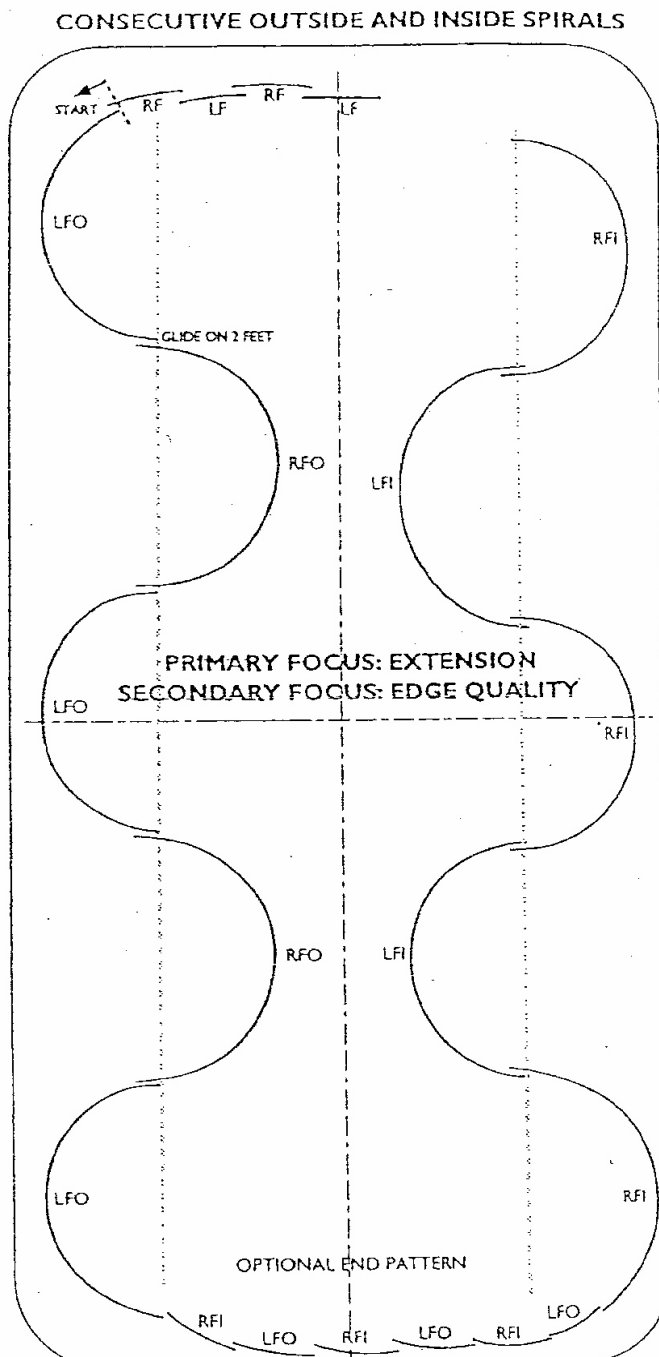 CONSECUTIVE OUTSIDE AND INSIDE SPIRALS
START
RF
LF
RF
LF
LFO
RFI
GLIDE ON 2 FEET
RFO
LFI
PRIMARY FOCUS: EXTENSION
SECONDARY FOCUS: EDGE QUALITY
LFO
RFI
RFO
LFI
LFO
RFI
OPTIONAL END PATTERN
RFI
LFO
RFI
LFO
RFI
LFO